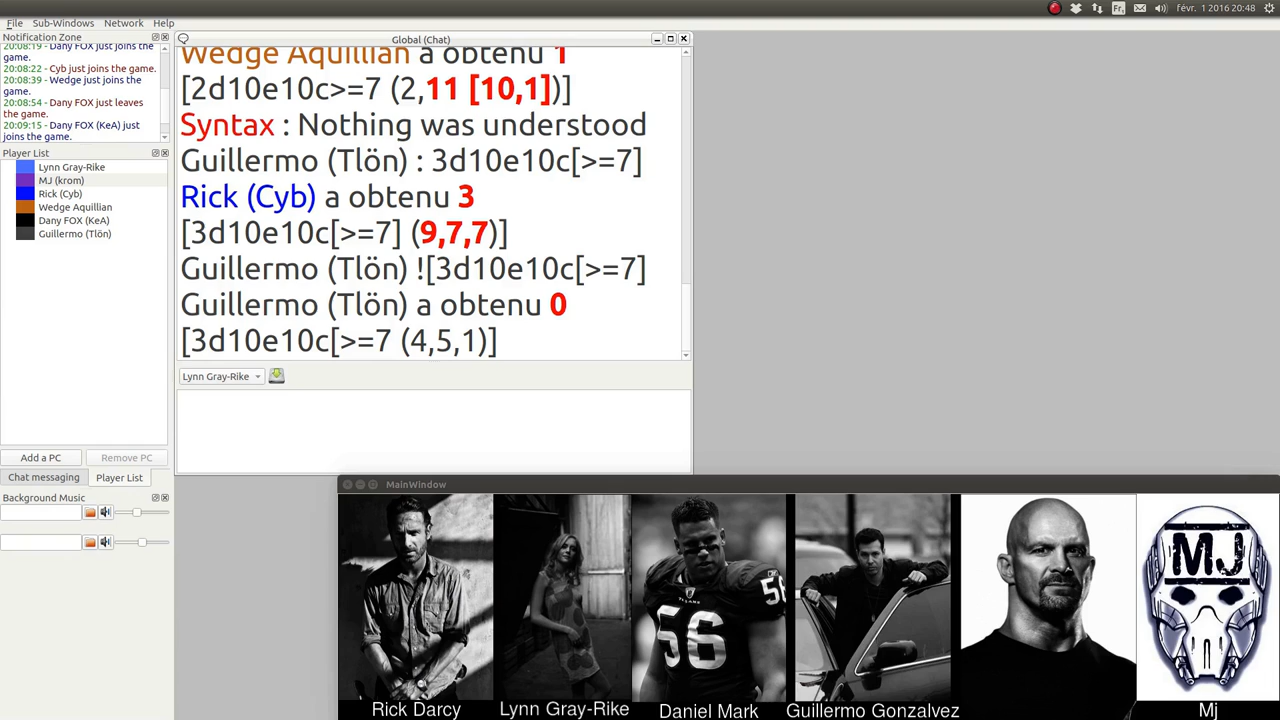 févr. 1 2016 20:48
Fr,
File Sub-Windows Network Help
Notification Zone
20:08:19 - Dany FOX just joins the
game.
20:08:22 - Cyb just joins the game.
20:08:39 - Wedge just joins the
game.
20:08:54 - Dany FOX just leaves
the game.
20:09:15 - Dany FOX (KeA) just
joins the game.
Player List
Lynn Gray-Rike
MJ (krom)
Rick (Cyb)
Wedge Aquillian
Dany FOX (KeA)
Guillermo (Tlön)
Add a PC Remove PC
Chat messaging Player List
Background Music
Global (Chat)
Wedge Aquillian a obtenu 1
[2d10e10c>=7 (2,11 [10,1])]
Syntax : Nothing was understood
Guillermo (Tlön) : 3d10e10c[>=7]
Rick (Cyb) a obtenu 3
[3d10e10c[>=7] (9,7,7)]
Guillermo (Tlön) ![3d10e10c[>=7]
Guillermo (Tlön) a obtenu 0
[3d10e10c[>=7 (4,5,1)]
Lynn Gray-Rike
MainWindow
TEXANS
56
56
MJ
Rick Darcy
Lynn Gray-Rike
Daniel Mark
Guillermo Gonzalvez
Mj